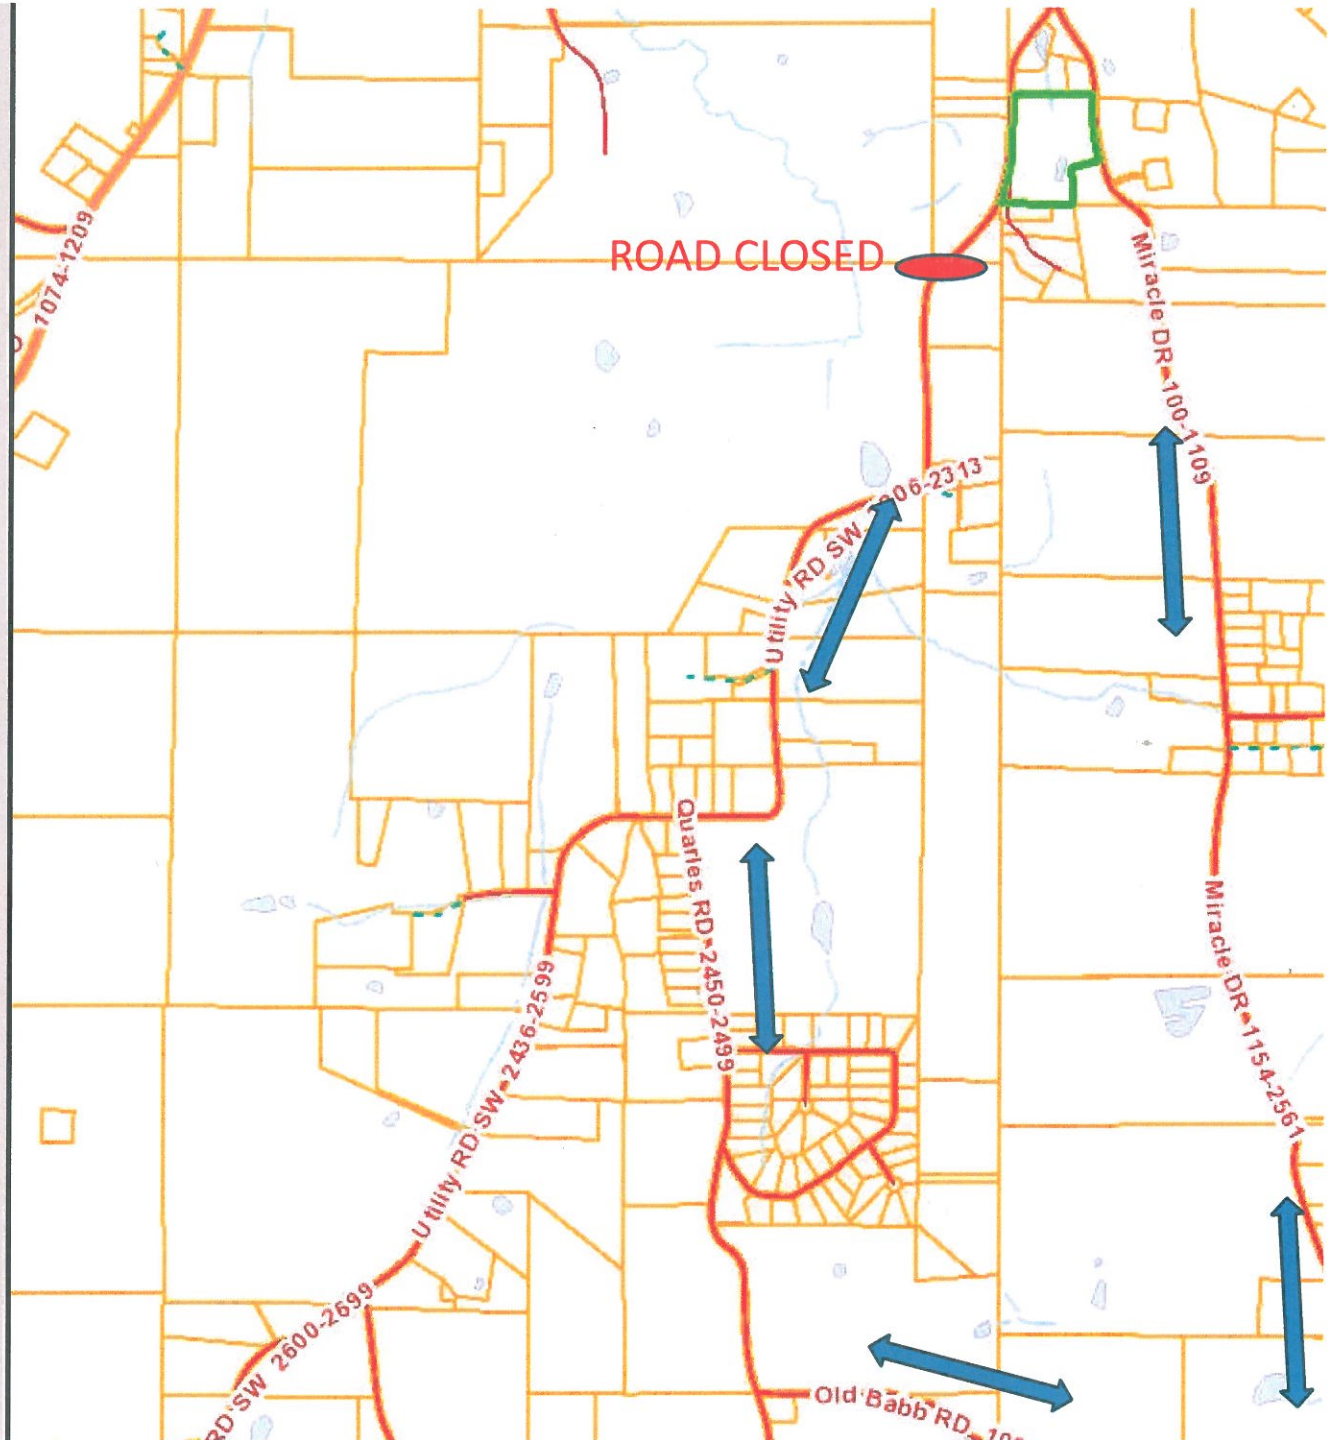 1074-1209
ROAD CLOSED
Miracle DR 100-1109
Utility RD SW 06-2313
Quarles RD 2450-2499
Utility RD SW 2436-2599
Miracle DR 1154-2561
RD SW 2600-2699
Old Babb RD